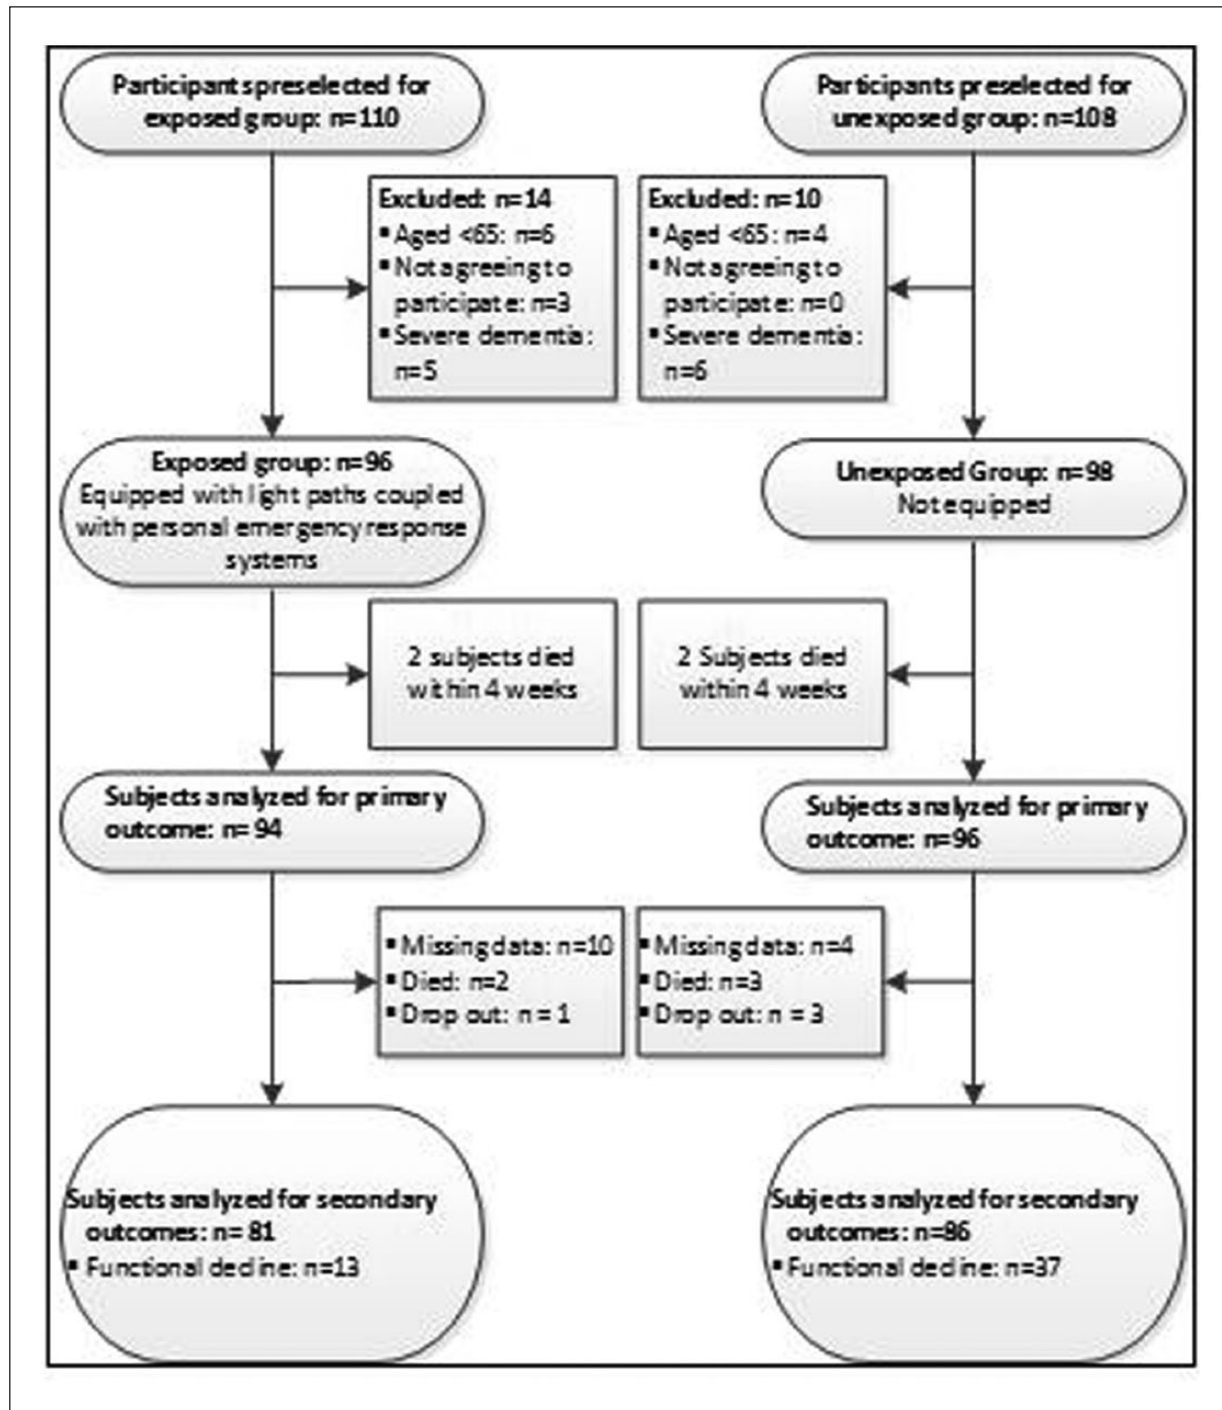 Participants preselected for
exposed group: n=110
Participants preselected for
unexposed group: n=108
Excluded: n=14
▪ Aged <65: n=6
▪ Not agreeing to
participate: n=3
▪ Severe dementia:
n=5
Excluded: n=10
▪ Aged <65: n=4
▪ Not agreeing to
participate: n=0
▪ Severe dementia:
n=6
Exposed group: n=96
Equipped with light paths coupled
with personal emergency response
systems
Unexposed Group: n=98
Not equipped
2 subjects died
within 4 weeks
2 Subjects died
within 4 weeks
Subjects analyzed for primary
outcome: n= 94
Subjects analyzed for primary
outcome: n=96
▪ Missing data: n=10
▪ Died: n=2
▪ Drop out: n = 1
▪ Missing data: n=4
▪ Died: n=3
▪ Drop out: n = 3
Subjects analyzed for secondary
outcomes: n= 81
▪ Functional decline: n=13
Subjects analyzed for secondary
outcomes: n=86
▪ Functional decline: n=37